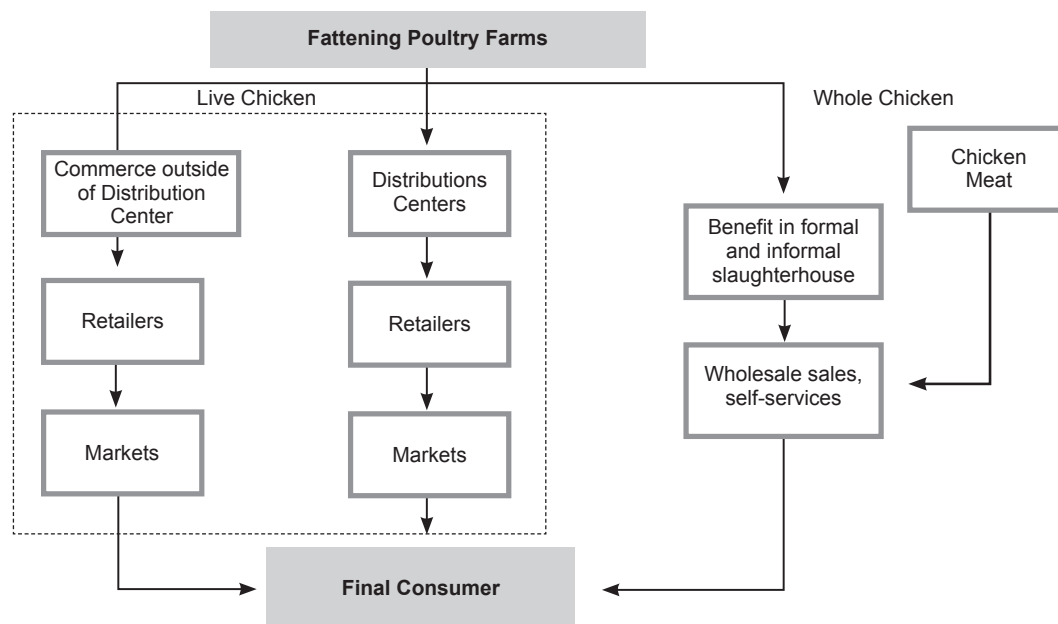 Fattening Poultry Farms
Live Chicken
Whole Chicken
Commerce outside
of Distribution
Center
Distributions
Centers
Chicken
Meat
Benefit in formal
and informal
slaughterhouse
Retailers
Retailers
Wholesale sales,
self-services
Markets
Markets
Final Consumer